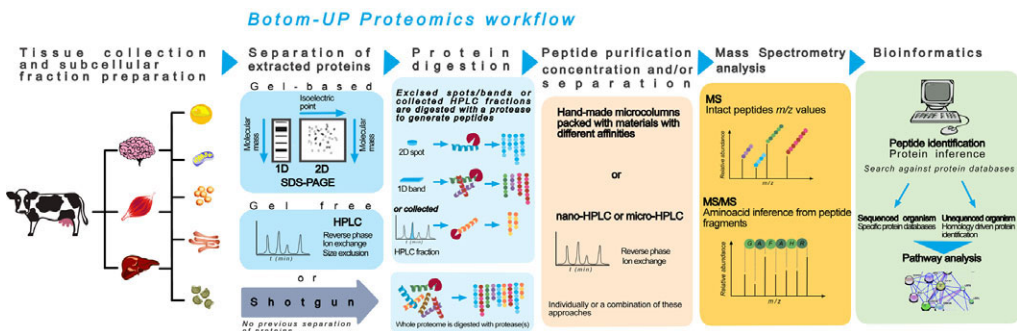 Botom-UP Proteomics workflow
Tissue collection
and subcellular
fraction preparation
Separation of
extracted proteins
Gel-based
Isoelectric
point
Molecular
mass
Molecular
mass
1D
2D
SDS-PAGE
Gel free
HPLC
Reverse phase
Ion exchange
Size exclusion
t (min)
or
Shotgun
No previous separation
of proteins
Protein
digestion
Excised spots/bands or
collected HPLC fractions
are digested with a protease
to generate peptides
2D spot
1D band
or collected
t (min)
HPLC fraction
Whole proteome is digested with protease(s)
Peptide purification
concentration and/or
separation
Hand-made microcolumns
packed with materials with
different affinities
or
nano-HPLC or micro-HPLC
Reverse phase
Ion exchange
t (min)
Individually or a combination of these
approaches
Mass Spectrometry
analysis
MS
Intact peptides m/z values
Relative abundance
m/z
MS/MS
Aminoacid inference from peptide
fragments
Relative abundance
m/z
Bioinformatics
Peptide identification
Protein inference
Search against protein databases
Sequenced organism
Specific protein databases
Unequenced organism
Homology driven protein
identification
Pathway analysis